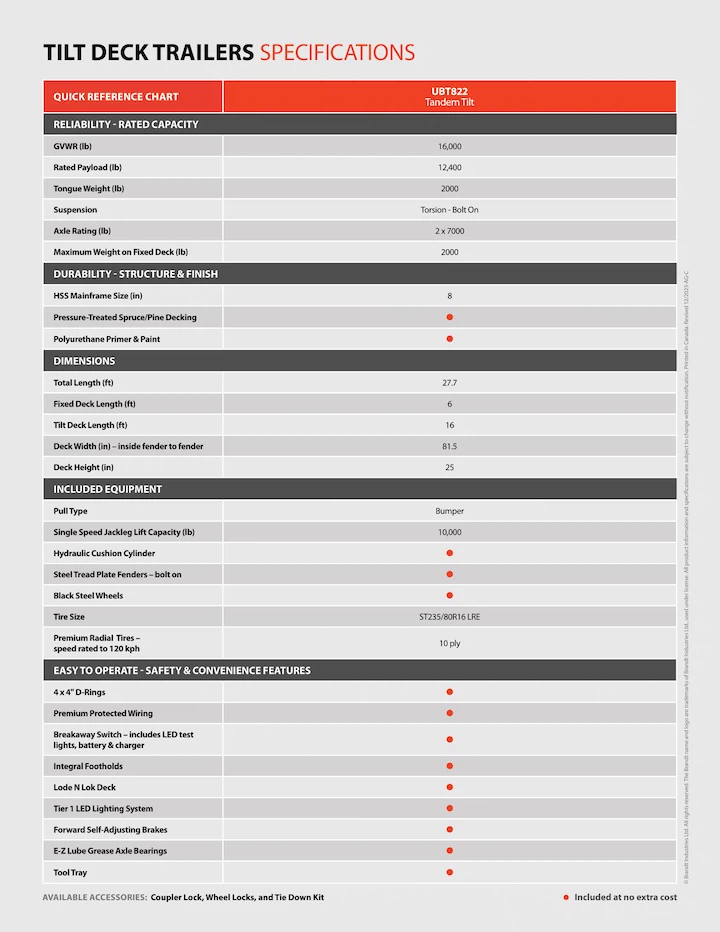 TILT DECK TRAILERS SPECIFICATIONS
QUICK REFERENCE CHART
UBT822
Tandem Tilt
RELIABILITY - RATED CAPACITY
GVWR (lb) 16,000
Rated Payload (lb) 12,400
Tongue Weight (lb) 2000
Suspension Torsion - Bolt On
Axle Rating (lb) 2 x 7000
Maximum Weight on Fixed Deck (lb) 2000
DURABILITY - STRUCTURE & FINISH
HSS Mainframe Size (in) 8
Pressure-Treated Spruce/Pine Decking
Polyurethane Primer & Paint
DIMENSIONS
Total Length (ft) 27.7
Fixed Deck Length (ft) 6
Tilt Deck Length (ft) 16
Deck Width (in) – inside fender to fender 81.5
Deck Height (in) 25
INCLUDED EQUIPMENT
Pull Type Bumper
Single Speed Jackleg Lift Capacity (lb) 10,000
Hydraulic Cushion Cylinder
Steel Tread Plate Fenders – bolt on
Black Steel Wheels
Tire Size ST235/80R16 LRE
Premium Radial Tires –
speed rated to 120 kph 10 ply
EASY TO OPERATE - SAFETY & CONVENIENCE FEATURES
4 x 4" D-Rings
Premium Protected Wiring
Breakaway Switch – includes LED test
lights, battery & charger
Integral Footholds
Lode N Lok Deck
Tier 1 LED Lighting System
Forward Self-Adjusting Brakes
E-Z Lube Grease Axle Bearings
Tool Tray
AVAILABLE ACCESSORIES: Coupler Lock, Wheel Locks, and Tie Down Kit
Included at no extra cost
© Brandt Industries Ltd. All rights reserved. The Brandt name and logo are trademarks of Brandt Industries Ltd., used under license. All product information and specifications are subject to change without notification. Printed in Canada. Revised 12/2023 AG-C